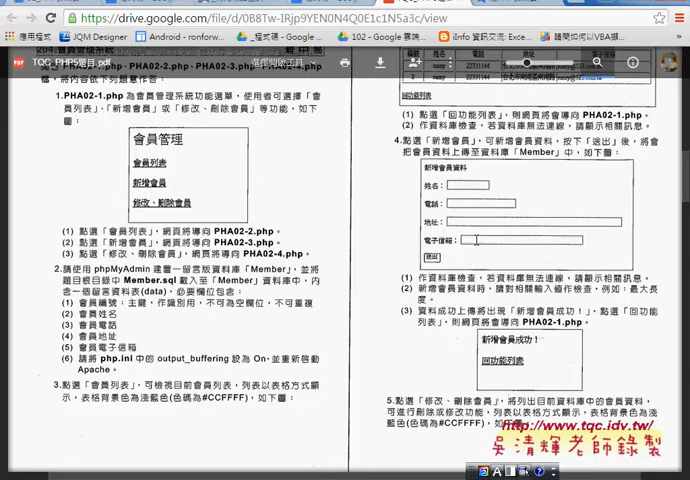 https://drive.google.com/file/d/0B8Tw-IRjp9YEN0N4Q0E1c1N5a3c/view
應用程式 JQM Designer Android - ronforw... _程式碼 - Google 102 - Google 雲端... iInfo 資訊交流: Exce... 請問如何以VBA擷...
204.會員管理系統
TQC_PHP5題目.pdf
選擇開啟工具
檔，將內容依下列題意作答：
1.PHA02-1.php 為會員管理系統功能選單，使用者可選擇「會
員列表」、「新增會員」或「修改、刪除會員」等功能，如下
圖：
會員管理
會員列表
新增會員
修改、刪除會員
(1) 點選「會員列表」，網頁將導向 PHA02-2.php。
(2) 點選「新增會員」，網頁將導向 PHA02-3.php。
(3) 點選「修改、刪除會員」，網頁將導向 PHA02-4.php。
2.請使用 phpMyAdmin 建置一留言版資料庫「Member」，並將
題目根目錄中 Member.sql 載入至「Member」資料庫中，內
含一個留言資料表(data)，必要欄位包含：
(1) 會員編號：主鍵，作識別用，不可為空欄位，不可重複
(2) 會員姓名
(3) 會員電話
(4) 會員地址
(5) 會員電子信箱
(6) 請將 php.ini 中的 output_buffering 設為 On，並重新啓動
Apache。
3.點選「會員列表」，可檢視目前會員列表，列表以表格方式顯
示，表格背景色為淺藍色(色碼為#CCFFFF)，如下圖：
回功能列表
(1) 點選「回功能列表」，則網頁將會導向 PHA02-1.php。
(2) 作資料庫檢查，若資料庫無法連線，請顯示相關訊息。
4.點選「新增會員」，可新增會員資料，按下「送出」後，將會
把會員資料上傳至資料庫「Member」中，如下圖：
新增會員資料
姓名：
電話：
地址：
電子信箱：
送出
(1) 作資料庫檢查，若資料庫無法連線，請顯示相關訊息。
(2) 新增會員資料時，請對相關輸入值作檢查，例如：最大長
度。
(3) 資料成功上傳將出現「新增會員成功！」，點選「回功能
列表」，則網頁將會導向 PHA02-1.php。
新增會員成功！
回功能列表
5.點選「修改、刪除會員」，將列出目前資料庫中的會員資料，
可進行刪除或修改功能，列表以表格方式顯示，表格背景為淺
藍色(色碼為#CCFFFF)，如下圖：
http://www.tqc.idv.tw/
吳清輝老師錄製